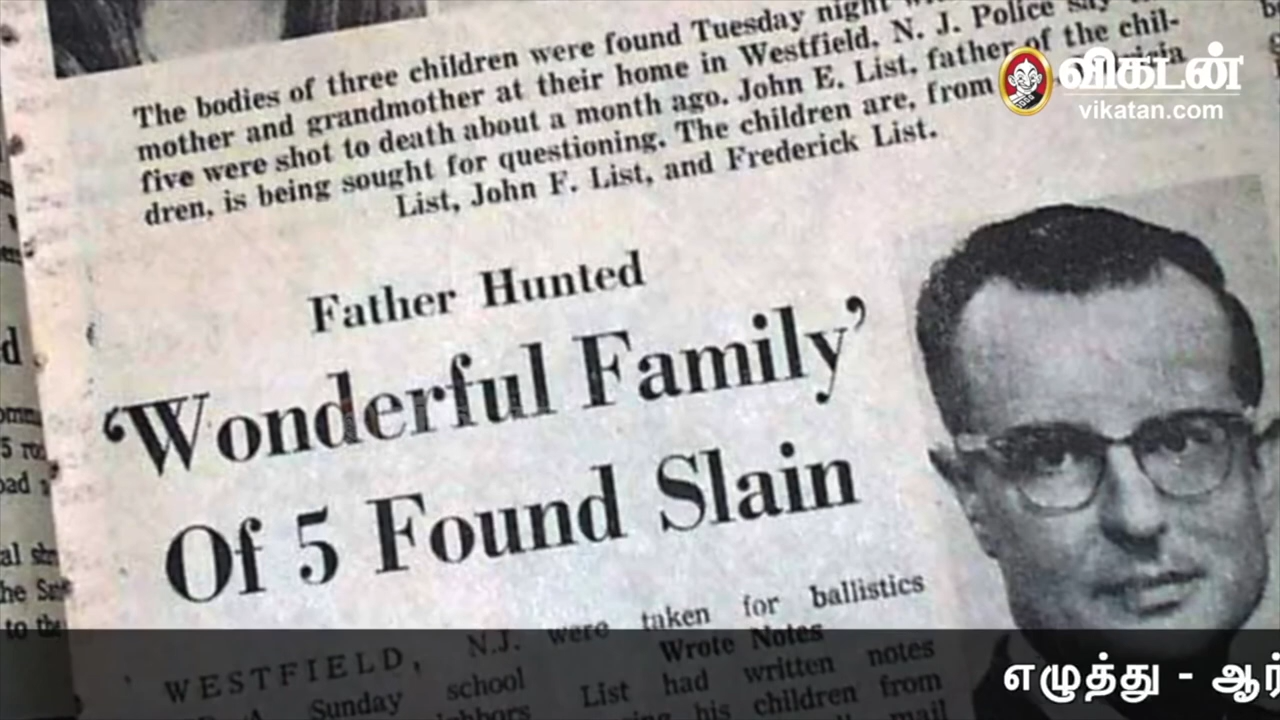 The bodies of three children were found Tuesday night
mother and grandmother at their home in Westfield, N. J. Police say
five were shot to death about a month ago. John E. List, father of the chil-
dren, is being sought for questioning. The children are, from
List, John F. List, and Frederick List.
விகடன்
vikatan.com
Father Hunted
‘Wonderful Family’
Of 5 Found Slain
WESTFIELD, N.J. were taken for ballistics
Sunday school
Wrote Notes
List had written notes
his children from
mail
to the
எழுத்து - ஆர்